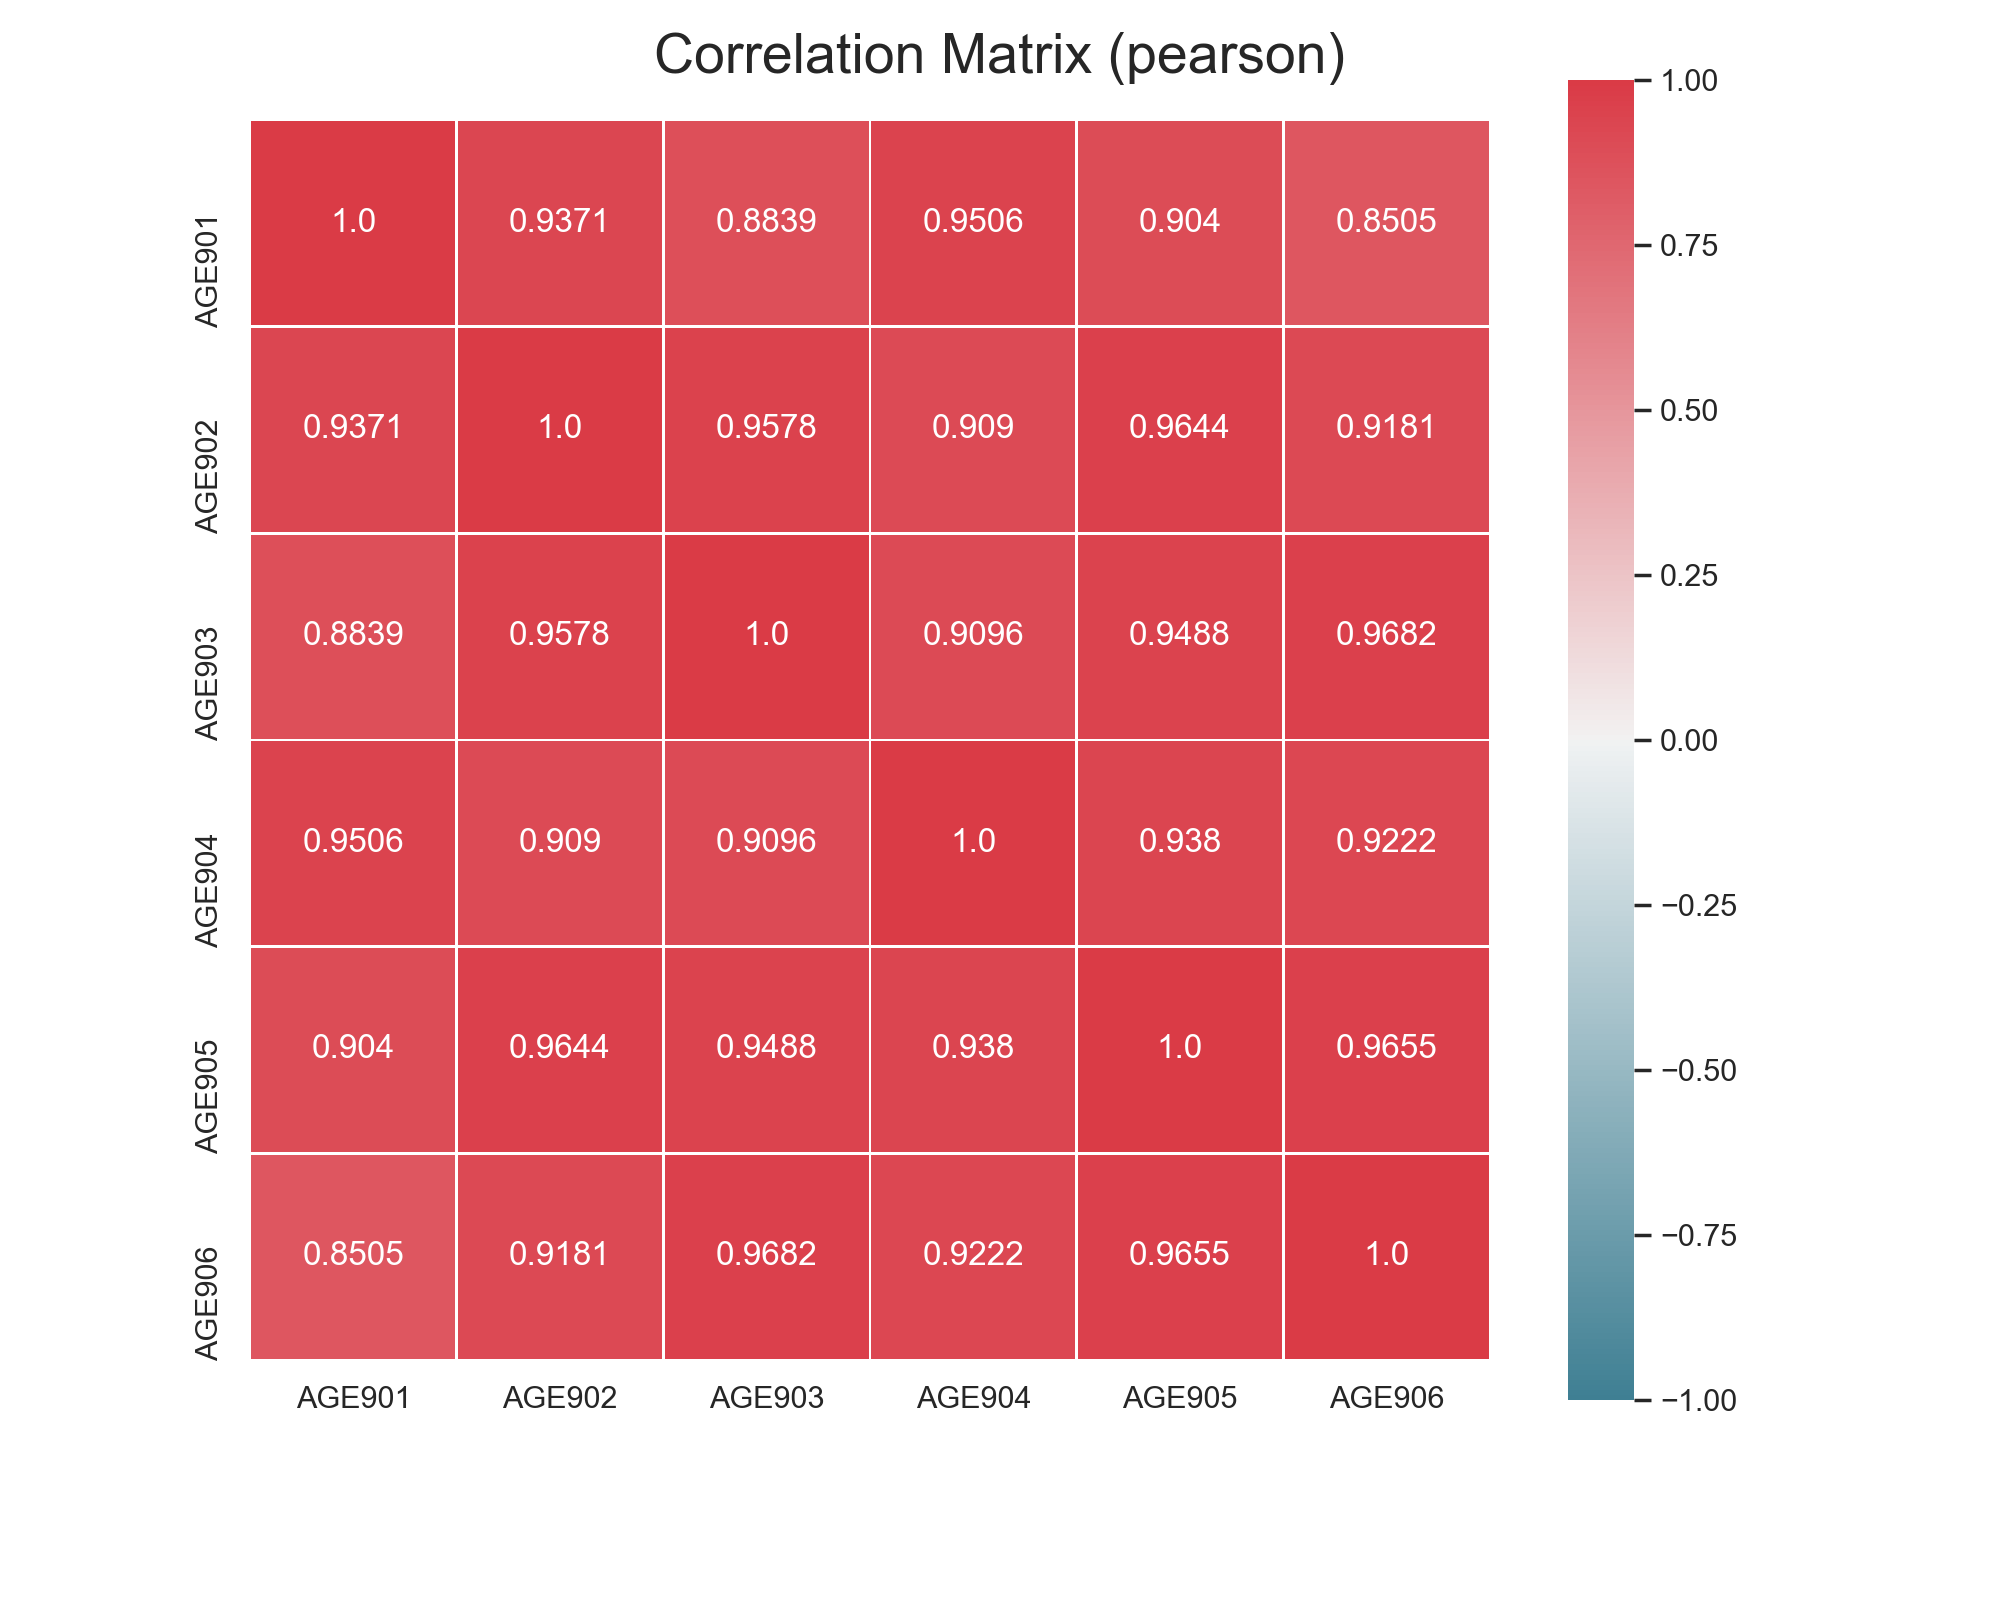 Correlation Matrix (pearson)
AGE901 1.0 0.9371 0.8839 0.9506 0.904 0.8505
AGE902 0.9371 1.0 0.9578 0.909 0.9644 0.9181
AGE903 0.8839 0.9578 1.0 0.9096 0.9488 0.9682
AGE904 0.9506 0.909 0.9096 1.0 0.938 0.9222
AGE905 0.904 0.9644 0.9488 0.938 1.0 0.9655
AGE906 0.8505 0.9181 0.9682 0.9222 0.9655 1.0
AGE901 AGE902 AGE903 AGE904 AGE905 AGE906
1.00
0.75
0.50
0.25
0.00
−0.25
−0.50
−0.75
−1.00